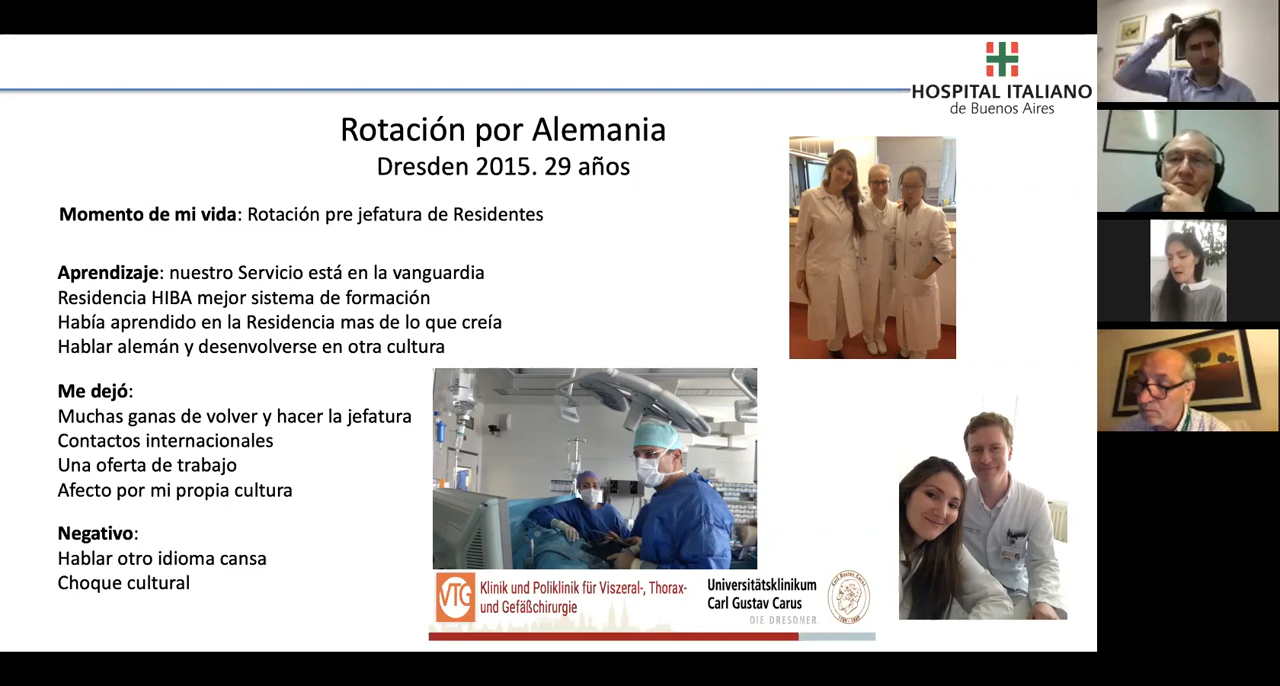 HOSPITAL ITALIANO
de Buenos Aires
Rotación por Alemania
Dresden 2015. 29 años
Momento de mi vida: Rotación pre jefatura de Residentes
Aprendizaje: nuestro Servicio está en la vanguardia
Residencia HIBA mejor sistema de formación
Había aprendido en la Residencia mas de lo que creía
Hablar alemán y desenvolverse en otra cultura
Me dejó:
Muchas ganas de volver y hacer la jefatura
Contactos internacionales
Una oferta de trabajo
Afecto por mi propia cultura
Negativo:
Hablar otro idioma cansa
Choque cultural
VTG
Klinik und Poliklinik für Viszeral-, Thorax-
und Gefäßchirurgie
Universitätsklinikum
Carl Gustav Carus
DIE DRESDNER.